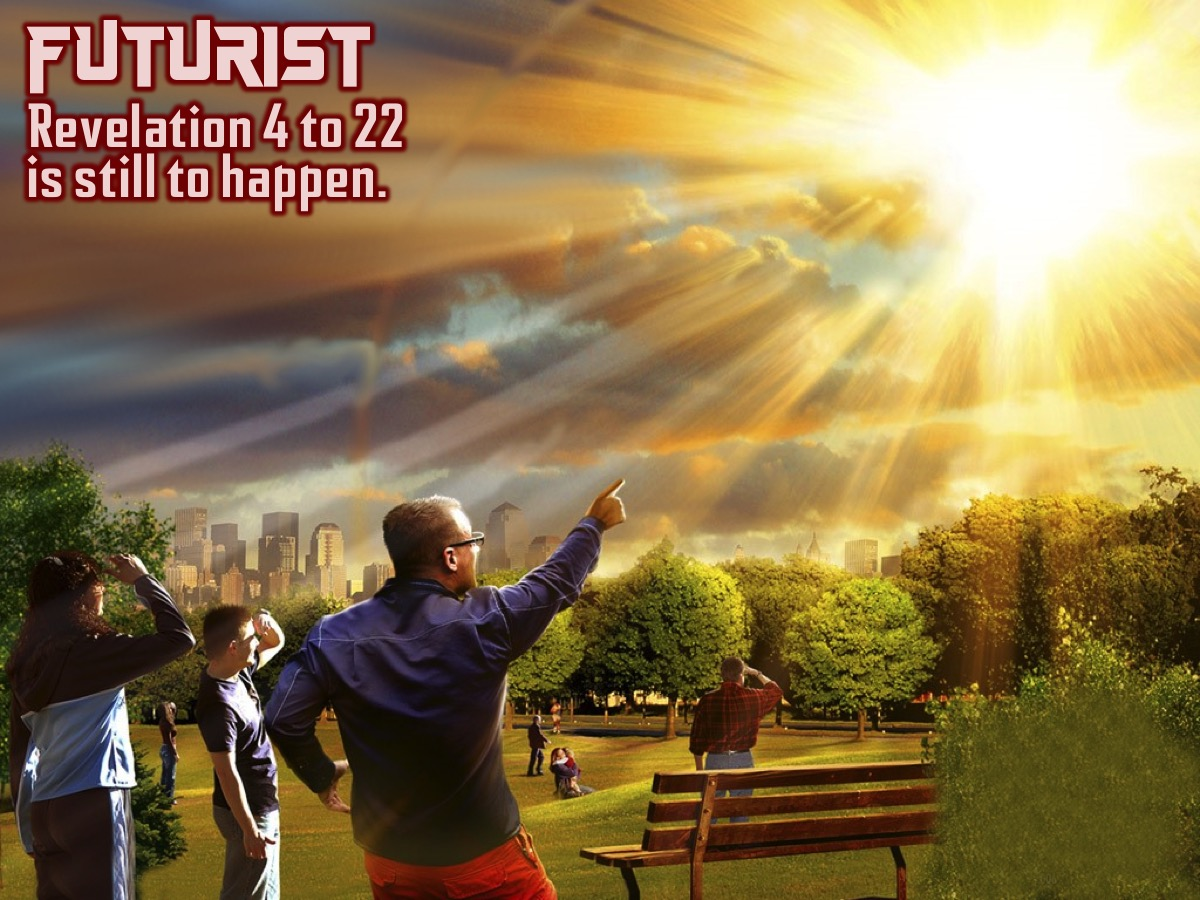 FUTURIST
Revelation 4 to 22
is still to happen.